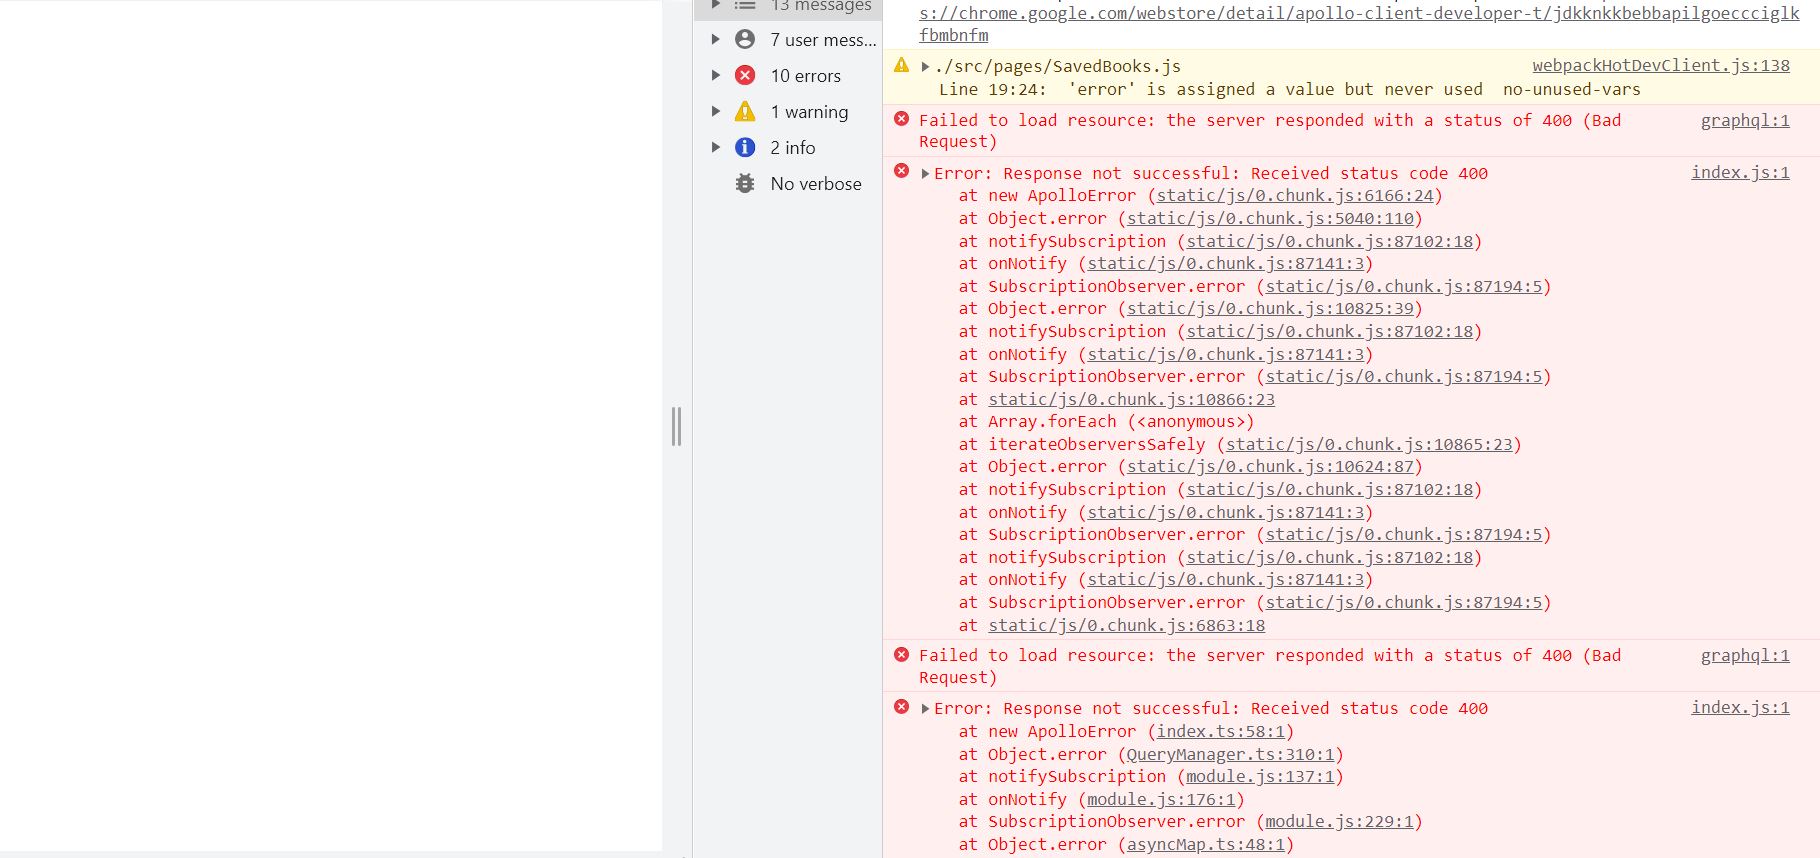 13 messages
7 user mess...
10 errors
1 warning
2 info
No verbose
s://chrome.google.com/webstore/detail/apollo-client-developer-t/jdkknkkbebbapilgoeccciglk
fbmbnfm
./src/pages/SavedBooks.js webpackHotDevClient.js:138
Line 19:24: 'error' is assigned a value but never used no-unused-vars
Failed to load resource: the server responded with a status of 400 (Bad graphql:1
Request)
Error: Response not successful: Received status code 400 index.js:1
at new ApolloError (static/js/0.chunk.js:6166:24)
at Object.error (static/js/0.chunk.js:5040:110)
at notifySubscription (static/js/0.chunk.js:87102:18)
at onNotify (static/js/0.chunk.js:87141:3)
at SubscriptionObserver.error (static/js/0.chunk.js:87194:5)
at Object.error (static/js/0.chunk.js:10825:39)
at notifySubscription (static/js/0.chunk.js:87102:18)
at onNotify (static/js/0.chunk.js:87141:3)
at SubscriptionObserver.error (static/js/0.chunk.js:87194:5)
at static/js/0.chunk.js:10866:23
at Array.forEach (<anonymous>)
at iterateObserversSafely (static/js/0.chunk.js:10865:23)
at Object.error (static/js/0.chunk.js:10624:87)
at notifySubscription (static/js/0.chunk.js:87102:18)
at onNotify (static/js/0.chunk.js:87141:3)
at SubscriptionObserver.error (static/js/0.chunk.js:87194:5)
at notifySubscription (static/js/0.chunk.js:87102:18)
at onNotify (static/js/0.chunk.js:87141:3)
at SubscriptionObserver.error (static/js/0.chunk.js:87194:5)
at static/js/0.chunk.js:6863:18
Failed to load resource: the server responded with a status of 400 (Bad graphql:1
Request)
Error: Response not successful: Received status code 400 index.js:1
at new ApolloError (index.ts:58:1)
at Object.error (QueryManager.ts:310:1)
at notifySubscription (module.js:137:1)
at onNotify (module.js:176:1)
at SubscriptionObserver.error (module.js:229:1)
at Object.error (asyncMap.ts:48:1)